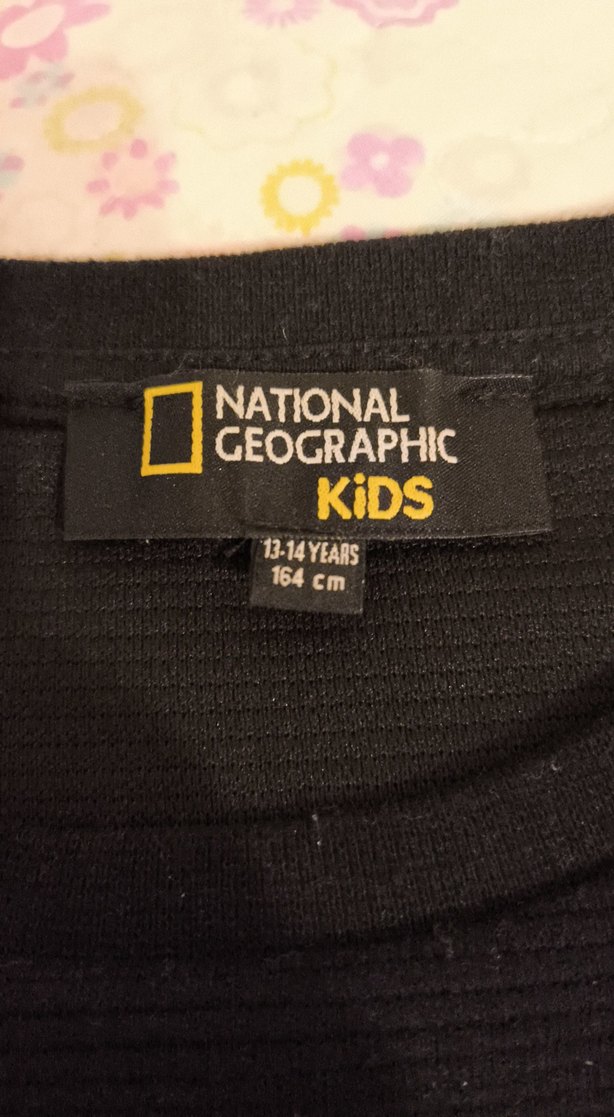 NATIONAL
GEOGRAPHIC
KiDS
13-14 YEARS
164 cm